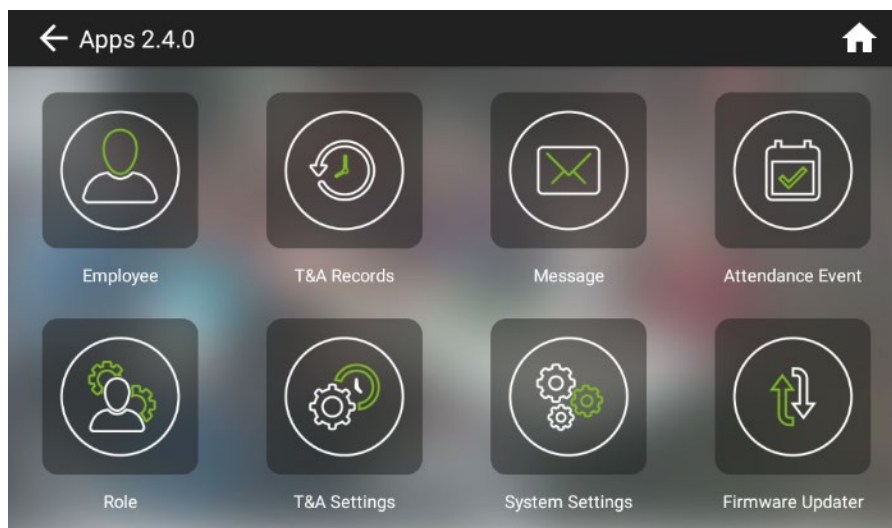 Apps 2.4.0
Employee
T&A Records
Message
Attendance Event
Role
T&A Settings
System Settings
Firmware Updater